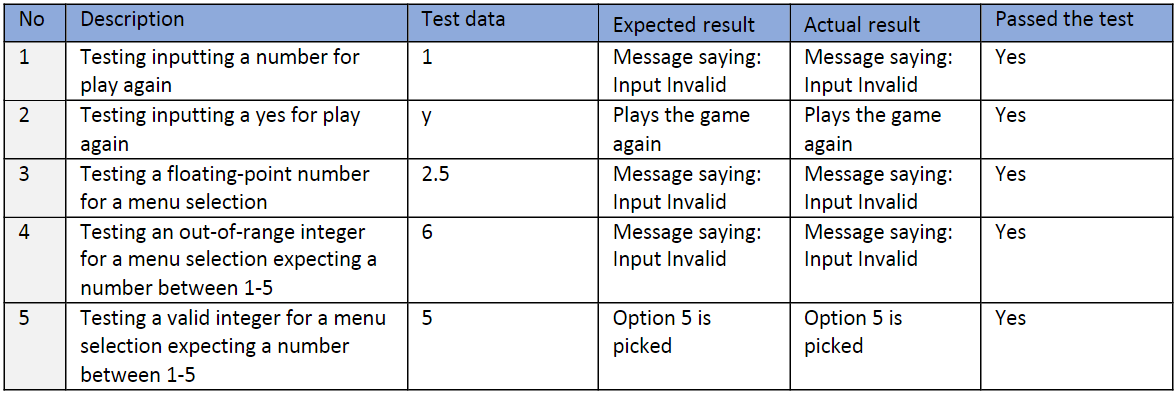 No Description Test data Expected result Actual result Passed the test
1 Testing inputting a number for 1 Message saying: Message saying: Yes
play again Input Invalid Input Invalid
2 Testing inputting a yes for play y Plays the game Plays the game Yes
again again again
3 Testing a floating-point number 2.5 Message saying: Message saying: Yes
for a menu selection Input Invalid Input Invalid
4 Testing an out-of-range integer 6 Message saying: Message saying: Yes
for a menu selection expecting a Input Invalid Input Invalid
number between 1-5
5 Testing a valid integer for a menu 5 Option 5 is Option 5 is Yes
selection expecting a number picked picked
between 1-5